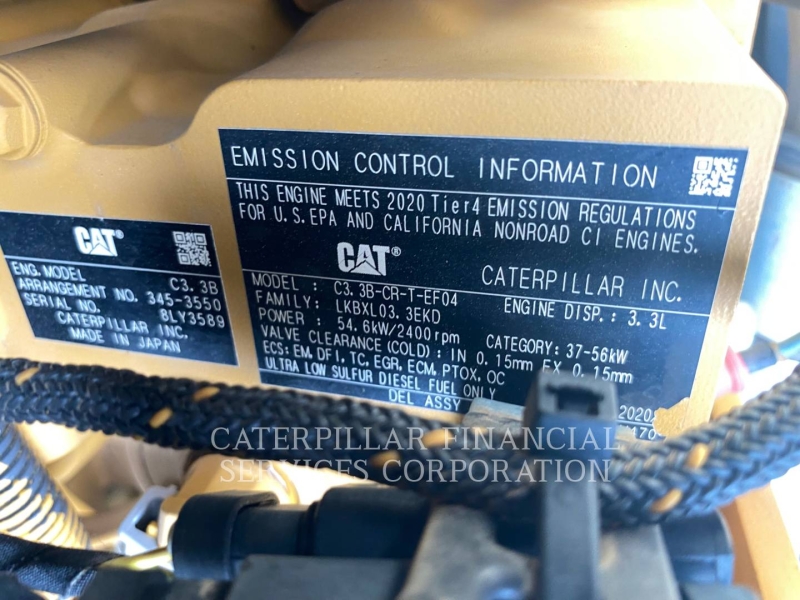 CAT®
ENG. MODEL C3.3B
ARRANGEMENT NO. 345-3550
SERIAL NO. 8LY3589
CATERPILLAR INC.
MADE IN JAPAN
EMISSION CONTROL INFORMATION
THIS ENGINE MEETS 2020 Tier4 EMISSION REGULATIONS
FOR U.S.EPA AND CALIFORNIA NONROAD CI ENGINES.
CAT® CATERPILLAR INC.
MODEL : C3.3B-CR-T-EF04 ENGINE DISP.: 3.3L
FAMILY: LKBXL03.3EKD
POWER : 54.6kW/2400rpm CATEGORY: 37-56kW
VALVE CLEARANCE(COLD): IN 0.15mm EX 0.15mm
ECS: EM, DFI, TC, EGR, ECM, PTOX, OC
ULTRA LOW SULFUR DIESEL FUEL ONLY
DEL ASSY
CATERPILLAR FINANCIAL
SERVICES CORPORATION